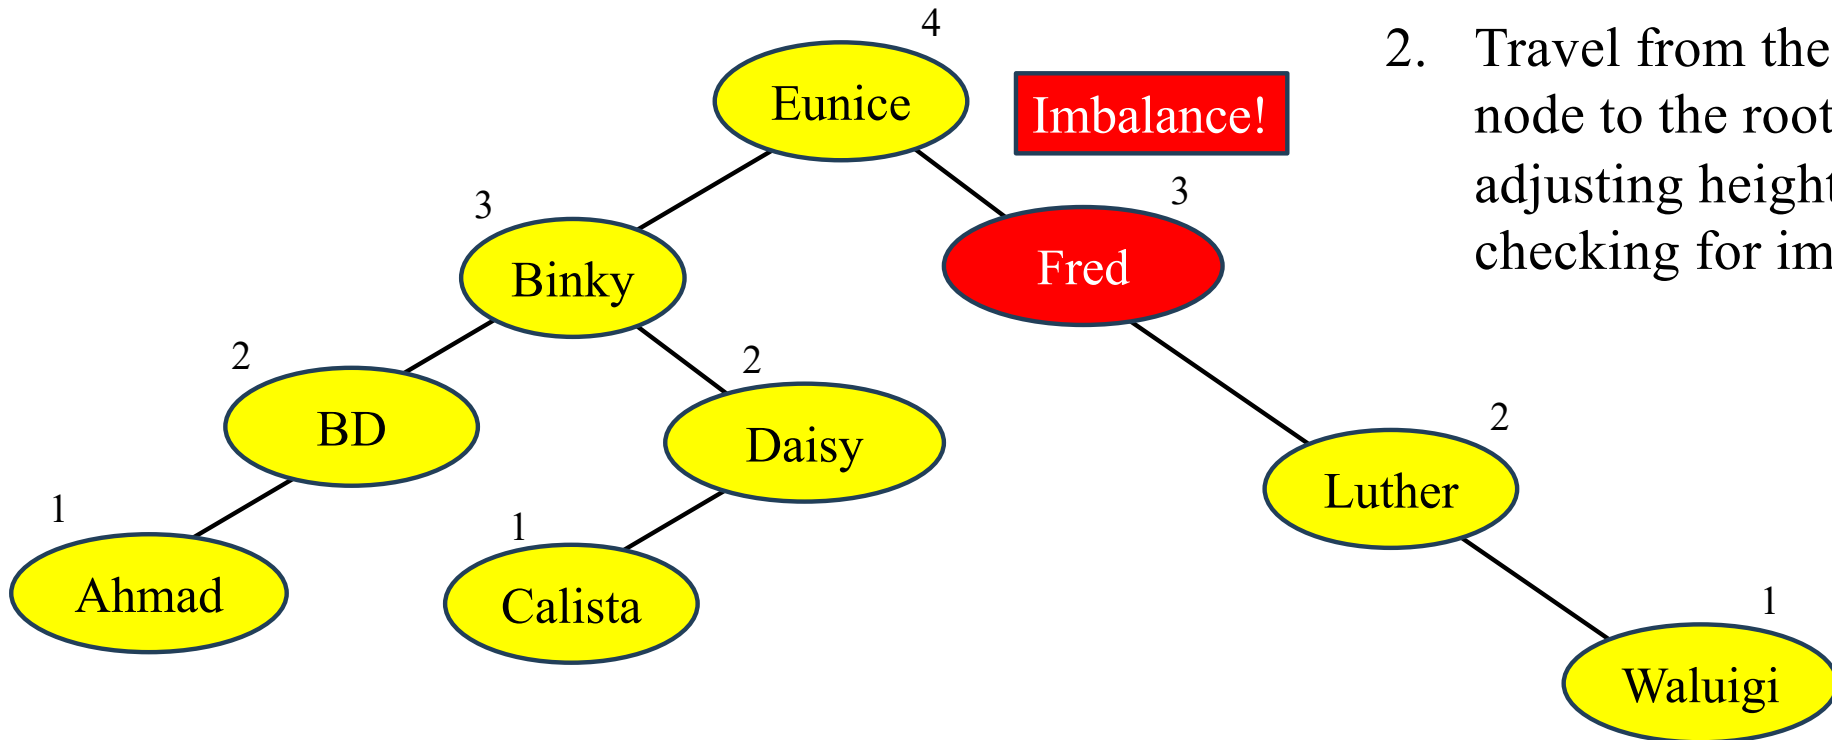 4
Eunice
Imbalance!
2. Travel from the
node to the root
adjusting height
checking for im
3
Binky
3
Fred
2
BD
2
Daisy
2
Luther
1
Ahmad
1
Calista
1
Waluigi